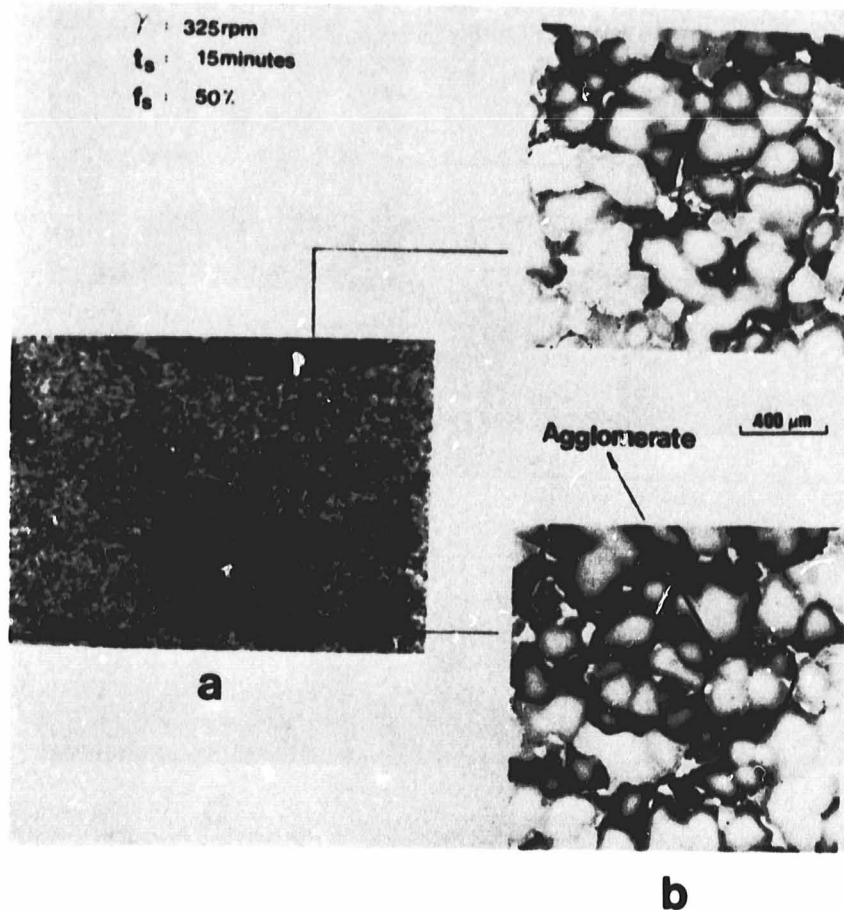 : 325rpm
ts : 15minutes
fs : 50%
Agglomerate
400 µm
a
b